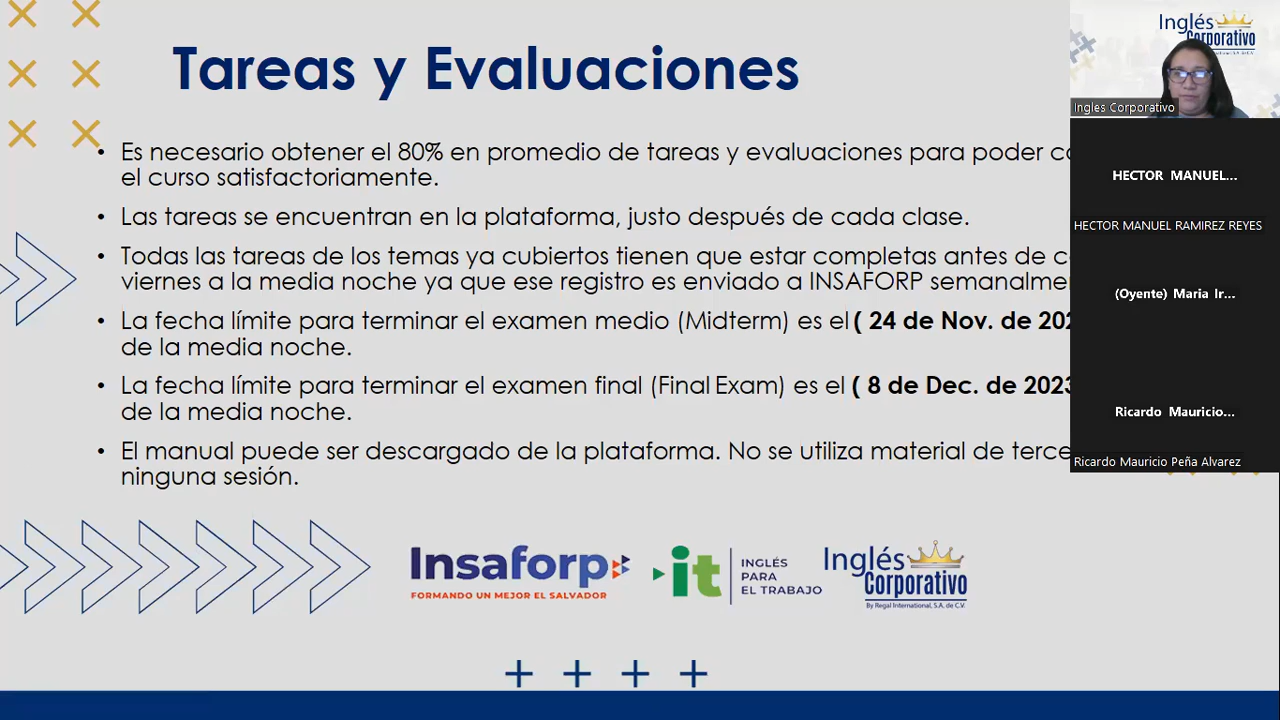 Tareas y Evaluaciones
• Es necesario obtener el 80% en promedio de tareas y evaluaciones para poder
el curso satisfactoriamente.
• Las tareas se encuentran en la plataforma, justo después de cada clase.
• Todas las tareas de los temas ya cubiertos tienen que estar completas antes de
viernes a la media noche ya que ese registro es enviado a INSAFORP
• La fecha límite para terminar el examen medio (Midterm) es el ( 24 de Nov. de
de la media noche.
• La fecha límite para terminar el examen final (Final Exam) es el ( 8 de Dec. de 2023
de la media noche.
• El manual puede ser descargado de la plataforma. No se utiliza material de
ninguna sesión.
Insaforp
FORMANDO UN MEJOR EL SALVADOR
it
INGLÉS
PARA
EL TRABAJO
Inglés
Corporativo
By Regal International, S.A. de C.V.
Inglés
Corporativo
Ingles Corporativo
HECTOR MANUEL...
HECTOR MANUEL RAMIREZ REYES
(Oyente) Maria Ir...
Ricardo Mauricio...
Ricardo Mauricio Peña Alvarez